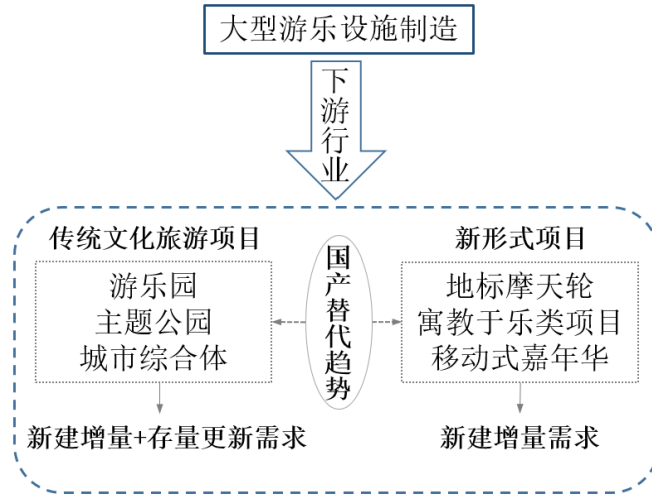 大型游乐设施制造
下游行业
传统文化旅游项目
游乐园
主题公园
城市综合体
新建增量+存量更新需求
国产替代趋势
新形式项目
地标摩天轮
寓教于乐类项目
移动式嘉年华
新建增量需求